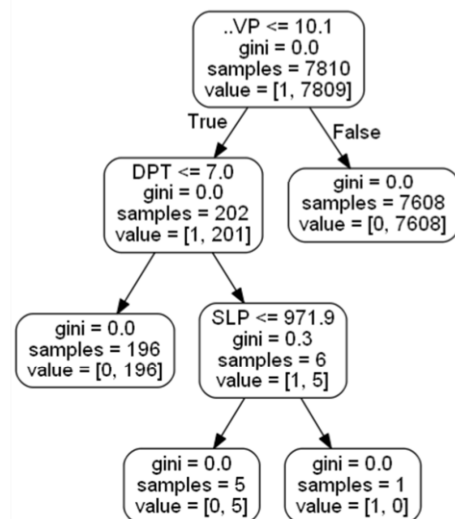 ..VP <= 10.1
gini = 0.0
samples = 7810
value = [1, 7809]
True
False
DPT <= 7.0
gini = 0.0
samples = 202
value = [1, 201]
gini = 0.0
samples = 7608
value = [0, 7608]
gini = 0.0
samples = 196
value = [0, 196]
SLP <= 971.9
gini = 0.3
samples = 6
value = [1, 5]
gini = 0.0
samples = 5
value = [0, 5]
gini = 0.0
samples = 1
value = [1, 0]